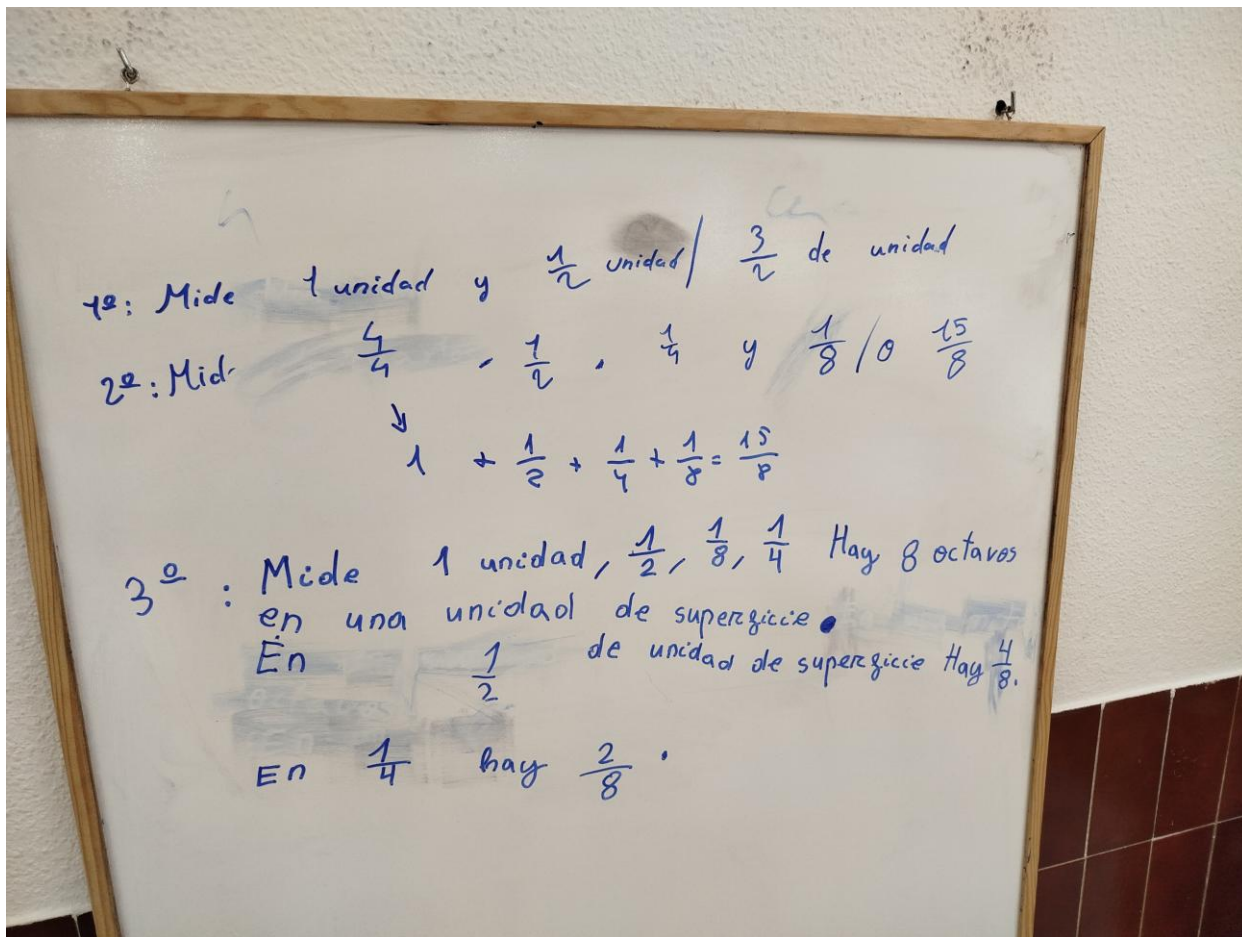 1º: Mide 1 unidad y 1/2 unidad / 3/2 de unidad
2º: Mid 4/4 . 1/2 . 1/4 y 1/8 / o 15/8
↓
1 + 1/2 + 1/4 + 1/8 = 15/8
3º: Mide 1 unidad, 1/2, 1/8, 1/4 Hay 8 octavos
en una unidad de superficie.
En 1/2 de unidad de superficie Hay 4/8.
En 1/4 hay 2/8.